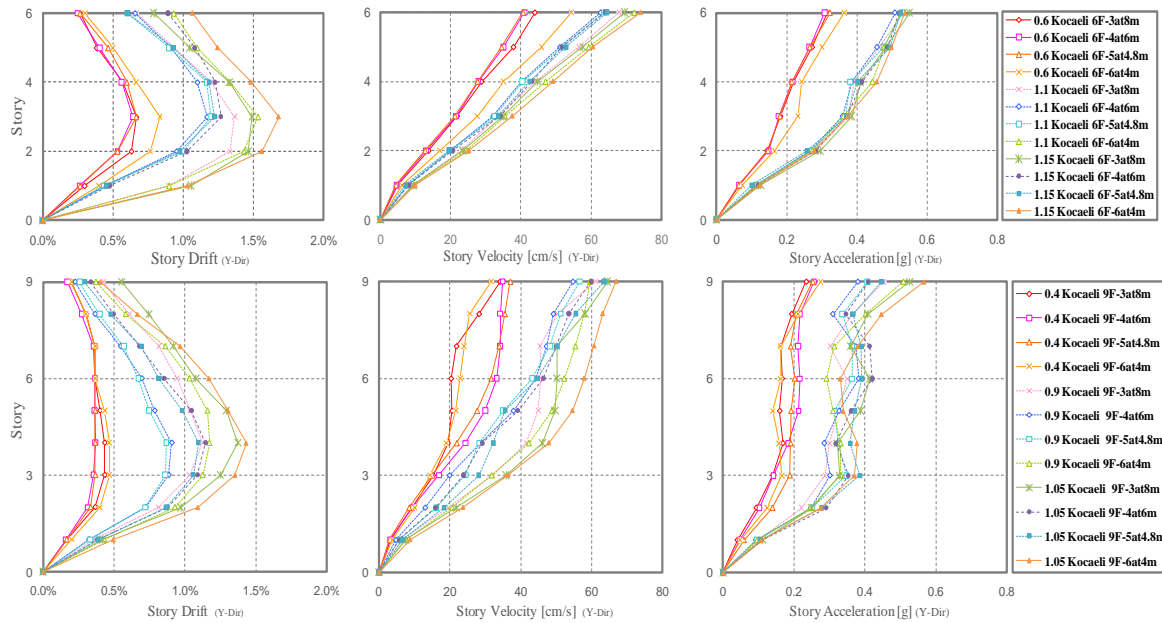 6
4
2
0
Story
0.0%
0.5%
1.0%
1.5%
2.0%
Story Drift (Y-Dir)
0
20
40
60
80
Story Velocity [cm/s] (Y-Dir)
0
0.2
0.4
0.6
0.8
Story Acceleration [g] (Y-Dir)
0.6 Kocaeli 6F-3at8m
0.6 Kocaeli 6F-4at6m
0.6 Kocaeli 6F-5at4.8m
0.6 Kocaeli 6F-6at4m
1.1 Kocaeli 6F-3at8m
1.1 Kocaeli 6F-4at6m
1.1 Kocaeli 6F-5at4.8m
1.1 Kocaeli 6F-6at4m
1.15 Kocaeli 6F-3at8m
1.15 Kocaeli 6F-4at6m
1.15 Kocaeli 6F-5at4.8m
1.15 Kocaeli 6F-6at4m
9
6
3
0
Story
0.0%
0.5%
1.0%
1.5%
2.0%
Story Drift (Y-Dir)
0
20
40
60
80
Story Velocity [cm/s] (Y-Dir)
0
0.2
0.4
0.6
0.8
Story Acceleration [g] (Y-Dir)
0.4 Kocaeli 9F-3at8m
0.4 Kocaeli 9F-4at6m
0.4 Kocaeli 9F-5at4.8m
0.4 Kocaeli 9F-6at4m
0.9 Kocaeli 9F-3at8m
0.9 Kocaeli 9F-4at6m
0.9 Kocaeli 9F-5at4.8m
0.9 Kocaeli 9F-6at4m
1.05 Kocaeli 9F-3at8m
1.05 Kocaeli 9F-4at6m
1.05 Kocaeli 9F-5at4.8m
1.05 Kocaeli 9F-6at4m